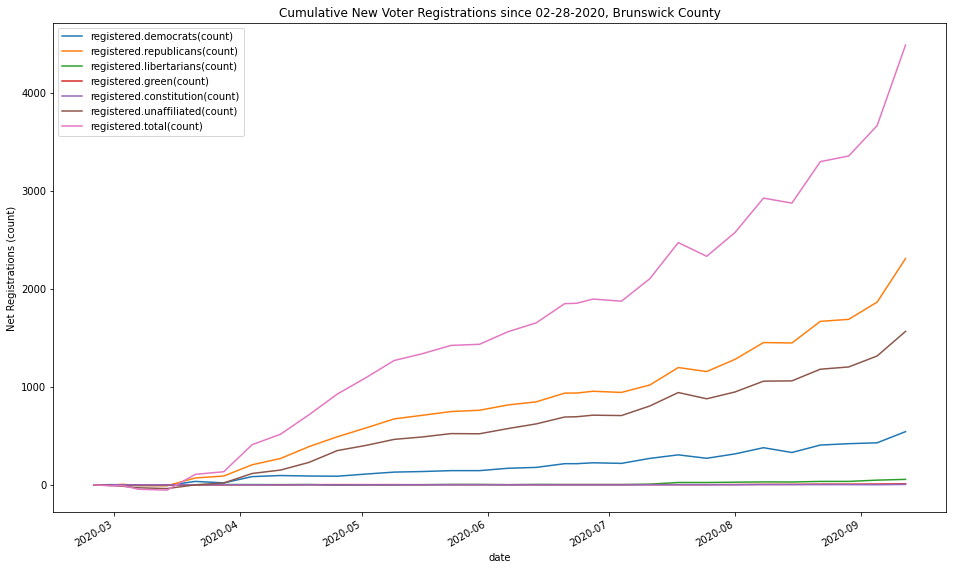 Cumulative New Voter Registrations since 02-28-2020, Brunswick County
registered.democrats(count)
registered.republicans(count)
registered.libertarians(count)
registered.green(count)
registered.constitution(count)
registered.unaffiliated(count)
registered.total(count)
4000
3000
2000
1000
0
Net Registrations (count)
2020-03
2020-04
2020-05
2020-06
2020-07
2020-08
2020-09
date